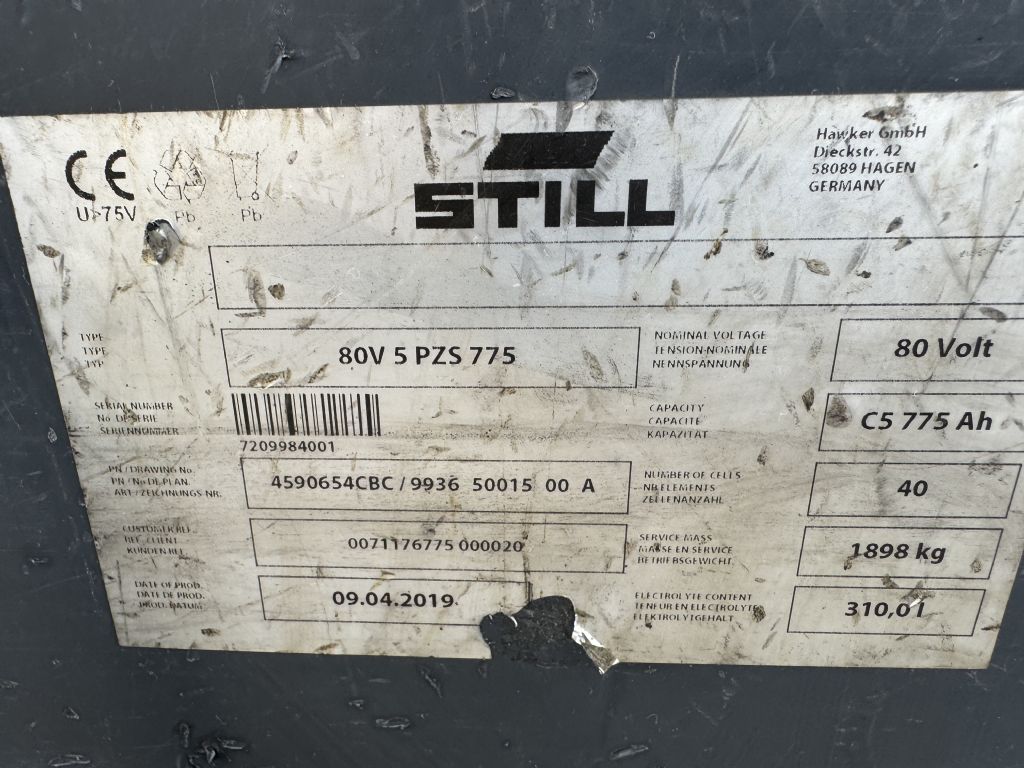 CE
U>75V
Pb
Pb
STILL
Hawker GmbH
Dieckstr. 42
58089 HAGEN
GERMANY
TYPE
TYPE
TYP
80V 5 PZS 775
NOMINAL VOLTAGE
TENSION-NOMINALE
NENNSPANNUNG
80 Volt
SERIAL NUMBER
No DE SERIE
SERIENNUMMER
7209984001
CAPACITY
CAPACITE
KAPAZITÄT
C5 775 Ah
PN / DRAWING No.
PN / No DE PLAN.
ART / ZEICHNUNGS-NR.
4590654CBC / 9936 50015 00 A
NUMBER OF CELLS
NB ELEMENTS
ZELLENANZAHL
40
CUSTOMER REF.
REF. CLIENT
KUNDEN REF.
0071176775 000020
SERVICE MASS
MASSE EN SERVICE
BETRIEBSGEWICHT
1898 kg
DATE OF PROD.
DATE DE PROD.
PROD. DATUM
09.04.2019
ELECTROLYTE CONTENT
TENEUR EN ELECTROLYTE
ELEKTROLYTGEHALT
310,0 l